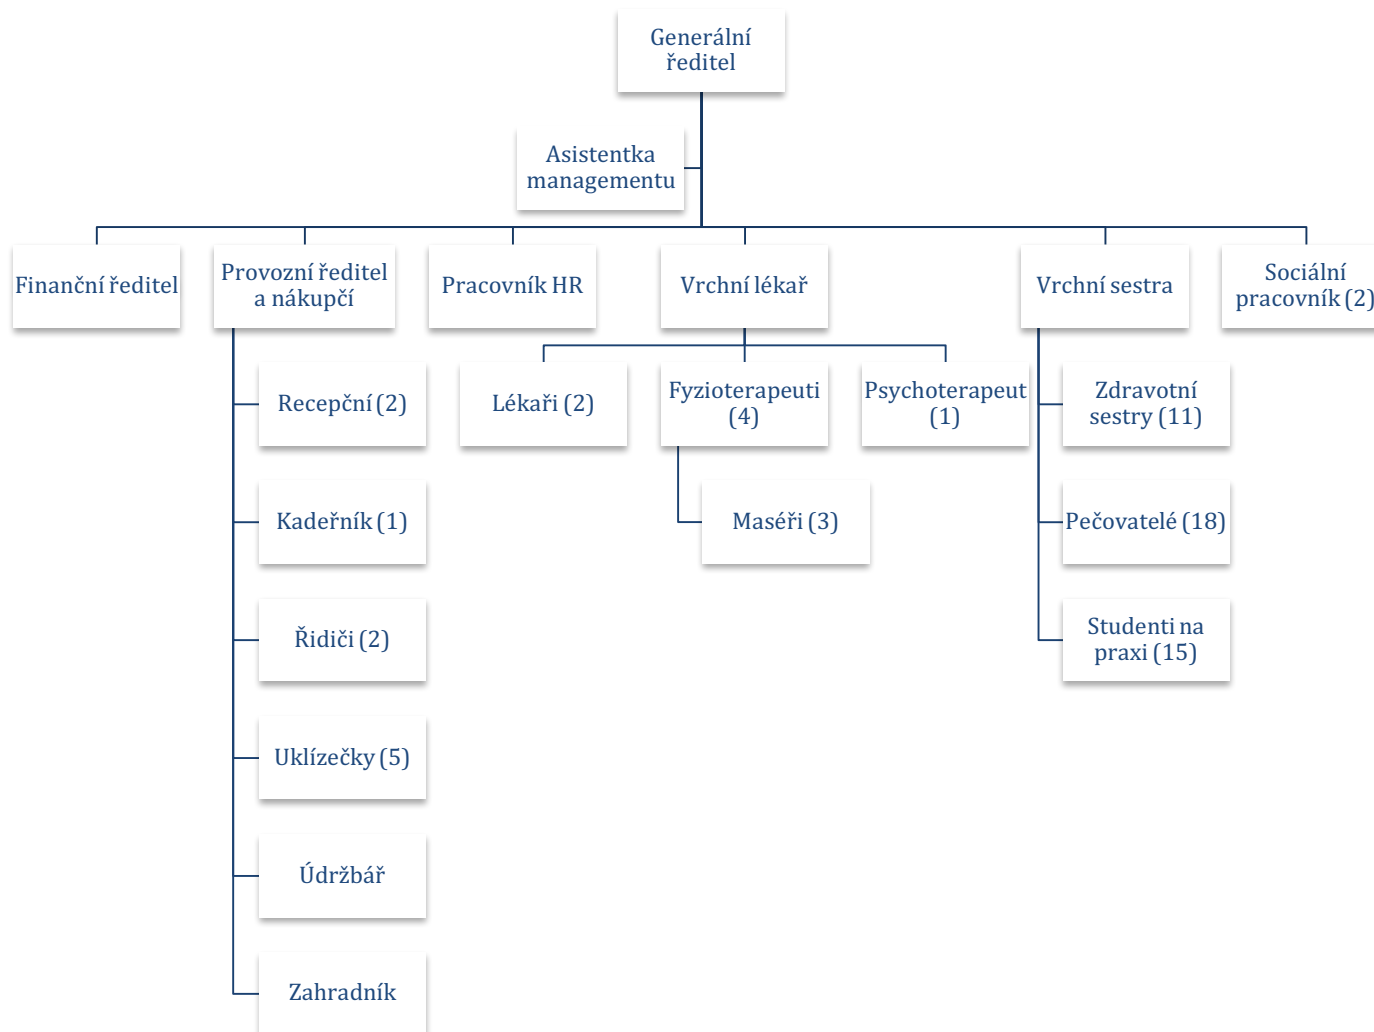 Generální
ředitel
Asistentka
managementu
Finanční ředitel
Provozní ředitel
a nákupčí
Pracovník HR
Vrchní lékař
Vrchní sestra
Sociální
pracovník (2)
Recepční (2)
Kadeřník (1)
Řidiči (2)
Uklízečky (5)
Údržbář
Zahradník
Lékaři (2)
Fyzioterapeuti
(4)
Psychoterapeut
(1)
Maséři (3)
Zdravotní
sestry (11)
Pečovatelé (18)
Studenti na
praxi (15)